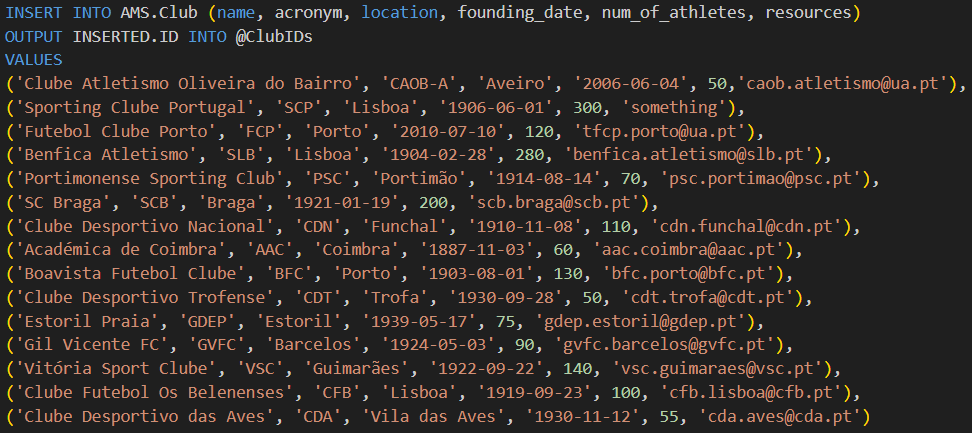 INSERT INTO AMS.Club (name, acronym, location, founding_date, num_of_athletes, resources)
OUTPUT INSERTED.ID INTO @ClubIDs
VALUES
('Clube Atletismo Oliveira do Bairro', 'CAOB-A', 'Aveiro', '2006-06-04', 50,'caob.atletismo@ua.pt'),
('Sporting Clube Portugal', 'SCP', 'Lisboa', '1906-06-01', 300, 'something'),
('Futebol Clube Porto', 'FCP', 'Porto', '2010-07-10', 120, 'tfcp.porto@ua.pt'),
('Benfica Atletismo', 'SLB', 'Lisboa', '1904-02-28', 280, 'benfica.atletismo@slb.pt'),
('Portimonense Sporting Club', 'PSC', 'Portimão', '1914-08-14', 70, 'psc.portimao@psc.pt'),
('SC Braga', 'SCB', 'Braga', '1921-01-19', 200, 'scb.braga@scb.pt'),
('Clube Desportivo Nacional', 'CDN', 'Funchal', '1910-11-08', 110, 'cdn.funchal@cdn.pt'),
('Académica de Coimbra', 'AAC', 'Coimbra', '1887-11-03', 60, 'aac.coimbra@aac.pt'),
('Boavista Futebol Clube', 'BFC', 'Porto', '1903-08-01', 130, 'bfc.porto@bfc.pt'),
('Clube Desportivo Trofense', 'CDT', 'Trofa', '1930-09-28', 50, 'cdt.trofa@cdt.pt'),
('Estoril Praia', 'GDEP', 'Estoril', '1939-05-17', 75, 'gdep.estoril@gdep.pt'),
('Gil Vicente FC', 'GVFC', 'Barcelos', '1924-05-03', 90, 'gvfc.barcelos@gvfc.pt'),
('Vitória Sport Clube', 'VSC', 'Guimarães', '1922-09-22', 140, 'vsc.guimaraes@vsc.pt'),
('Clube Futebol Os Belenenses', 'CFB', 'Lisboa', '1919-09-23', 100, 'cfb.lisboa@cfb.pt'),
('Clube Desportivo das Aves', 'CDA', 'Vila das Aves', '1930-11-12', 55, 'cda.aves@cda.pt')